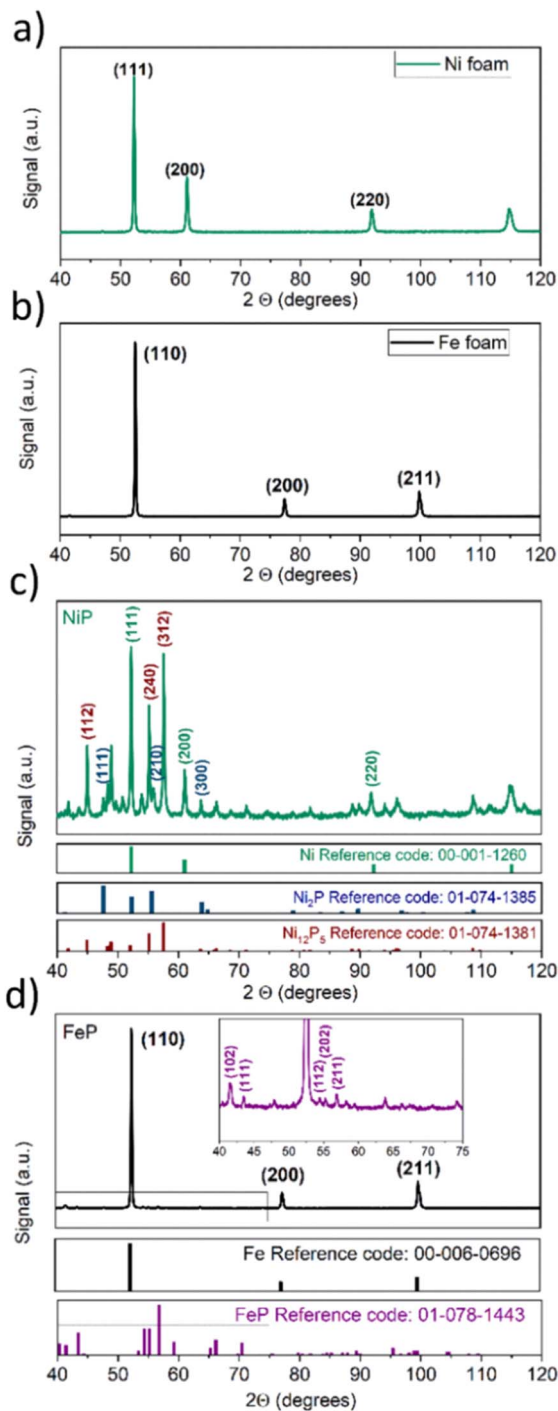 a)
(111)
Ni foam
(200)
(220)
Signal (a.u.)
40 50 60 70 80 90 100 110 120
2 Θ (degrees)
b)
(110)
Fe foam
(200)
(211)
Signal (a.u.)
40 50 60 70 80 90 100 110 120
2 Θ (degrees)
c)
NiP
(112)
(111)
(111)
(240)
(210)
(312)
(200)
(300)
(220)
Signal (a.u.)
Ni Reference code: 00-001-1260
Ni₂P Reference code: 01-074-1385
Ni₁₂P₅ Reference code: 01-074-1381
40 50 60 70 80 90 100 110 120
2 Θ (degrees)
d)
FeP
(110)
(102)
(111)
(112)
(202)
(211)
40 45 50 55 60 65 70 75
(200)
(211)
Signal (a.u.)
Fe Reference code: 00-006-0696
FeP Reference code: 01-078-1443
40 50 60 70 80 90 100 110 120
2Θ (degrees)